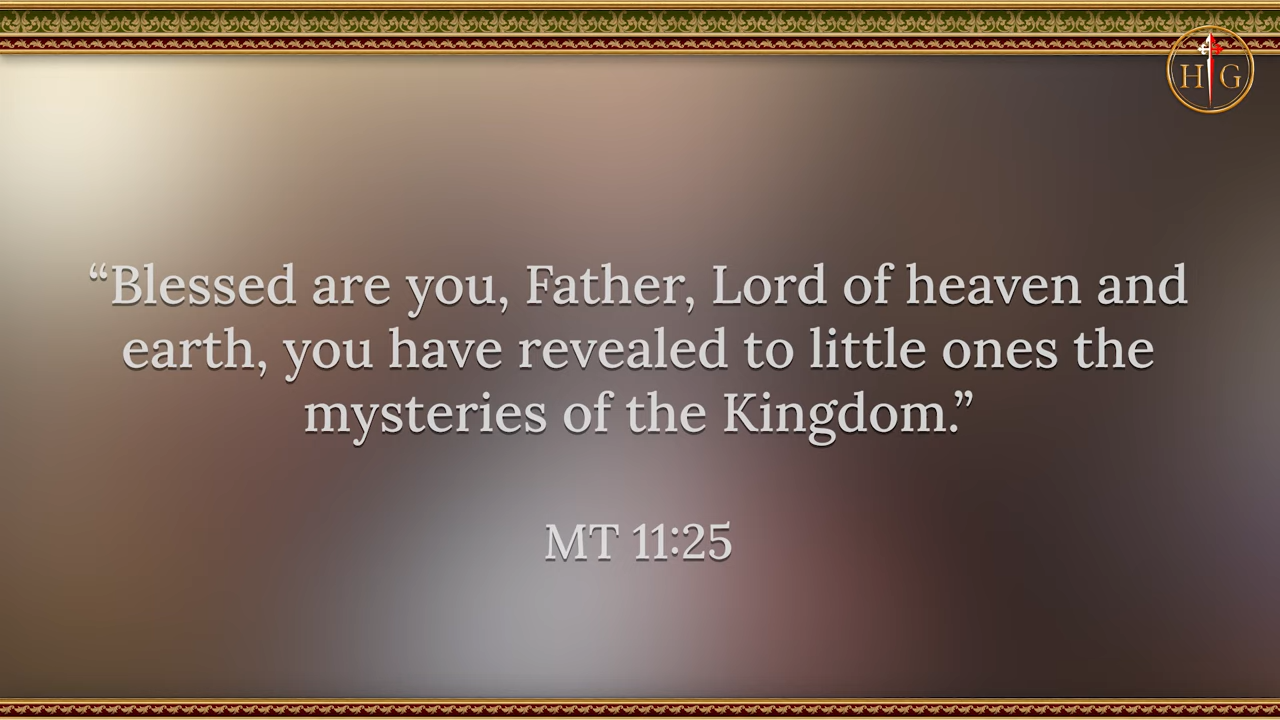 H G
“Blessed are you, Father, Lord of heaven and
earth, you have revealed to little ones the
mysteries of the Kingdom.”
MT 11:25